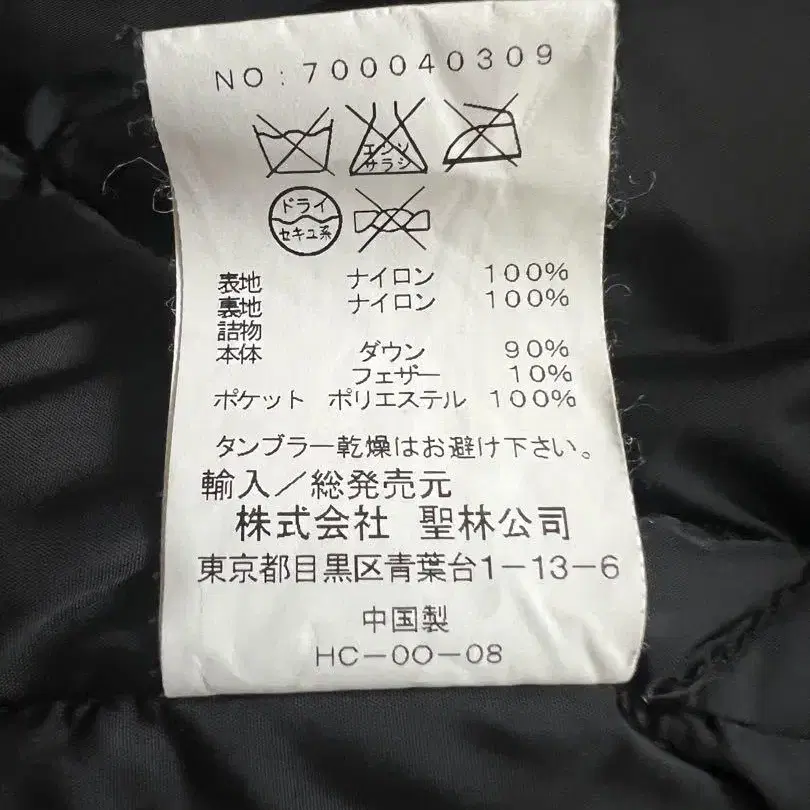 NO:700040309
エンソ
サラシ
ドライ
セキユ系
表地 ナイロン 100%
裏地 ナイロン 100%
詰物
本体 ダウン 90%
フェザー 10%
ポケット ポリエステル 100%
タンブラー乾燥はお避け下さい。
輸入/総発売元
株式会社 聖林公司
東京都目黒区青葉台1-13-6
中国製
HC-OO-08